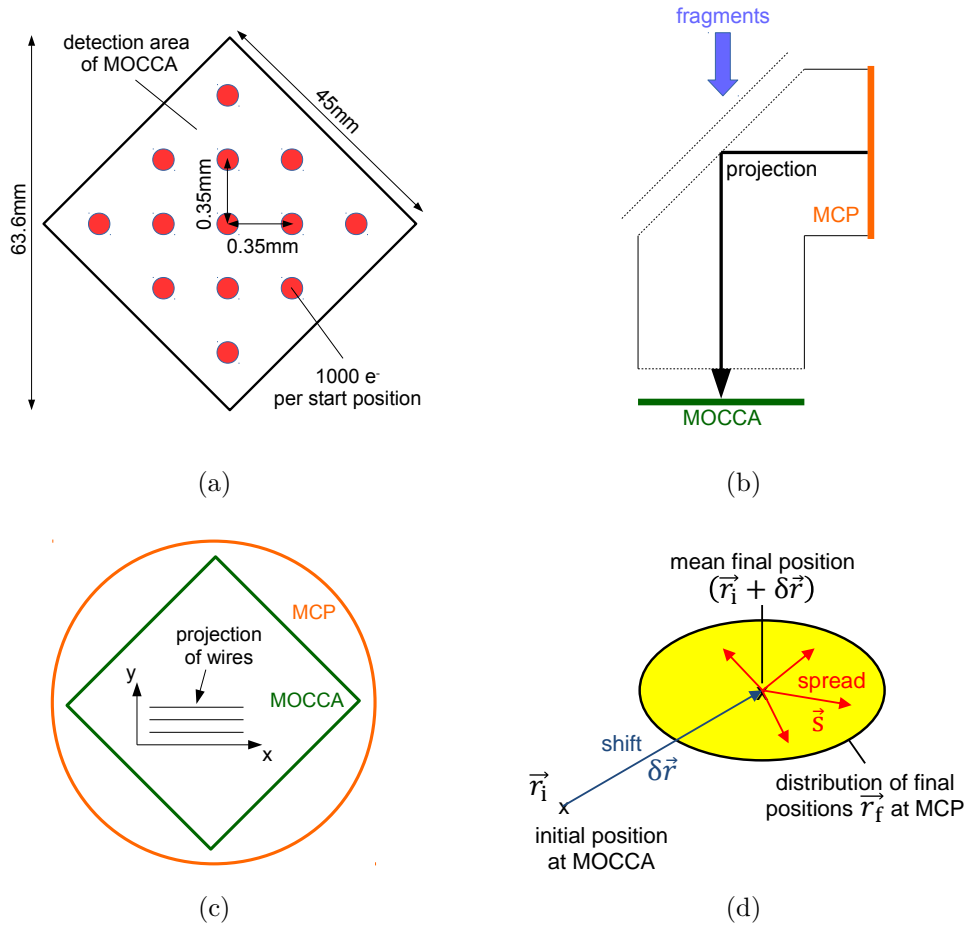 (a)
detection area
of MOCCA
45mm
63.6mm
0.35mm
0.35mm
1000 e-
per start position
(b)
fragments
projection
MCP
MOCCA
(c)
MCP
projection
of wires
MOCCA
y
x
(d)
mean final position
(r⃗i + δr⃗)
spread
s⃗
shift
δr⃗
r⃗i
x
initial position
at MOCCA
distribution of final
positions r⃗f at MCP